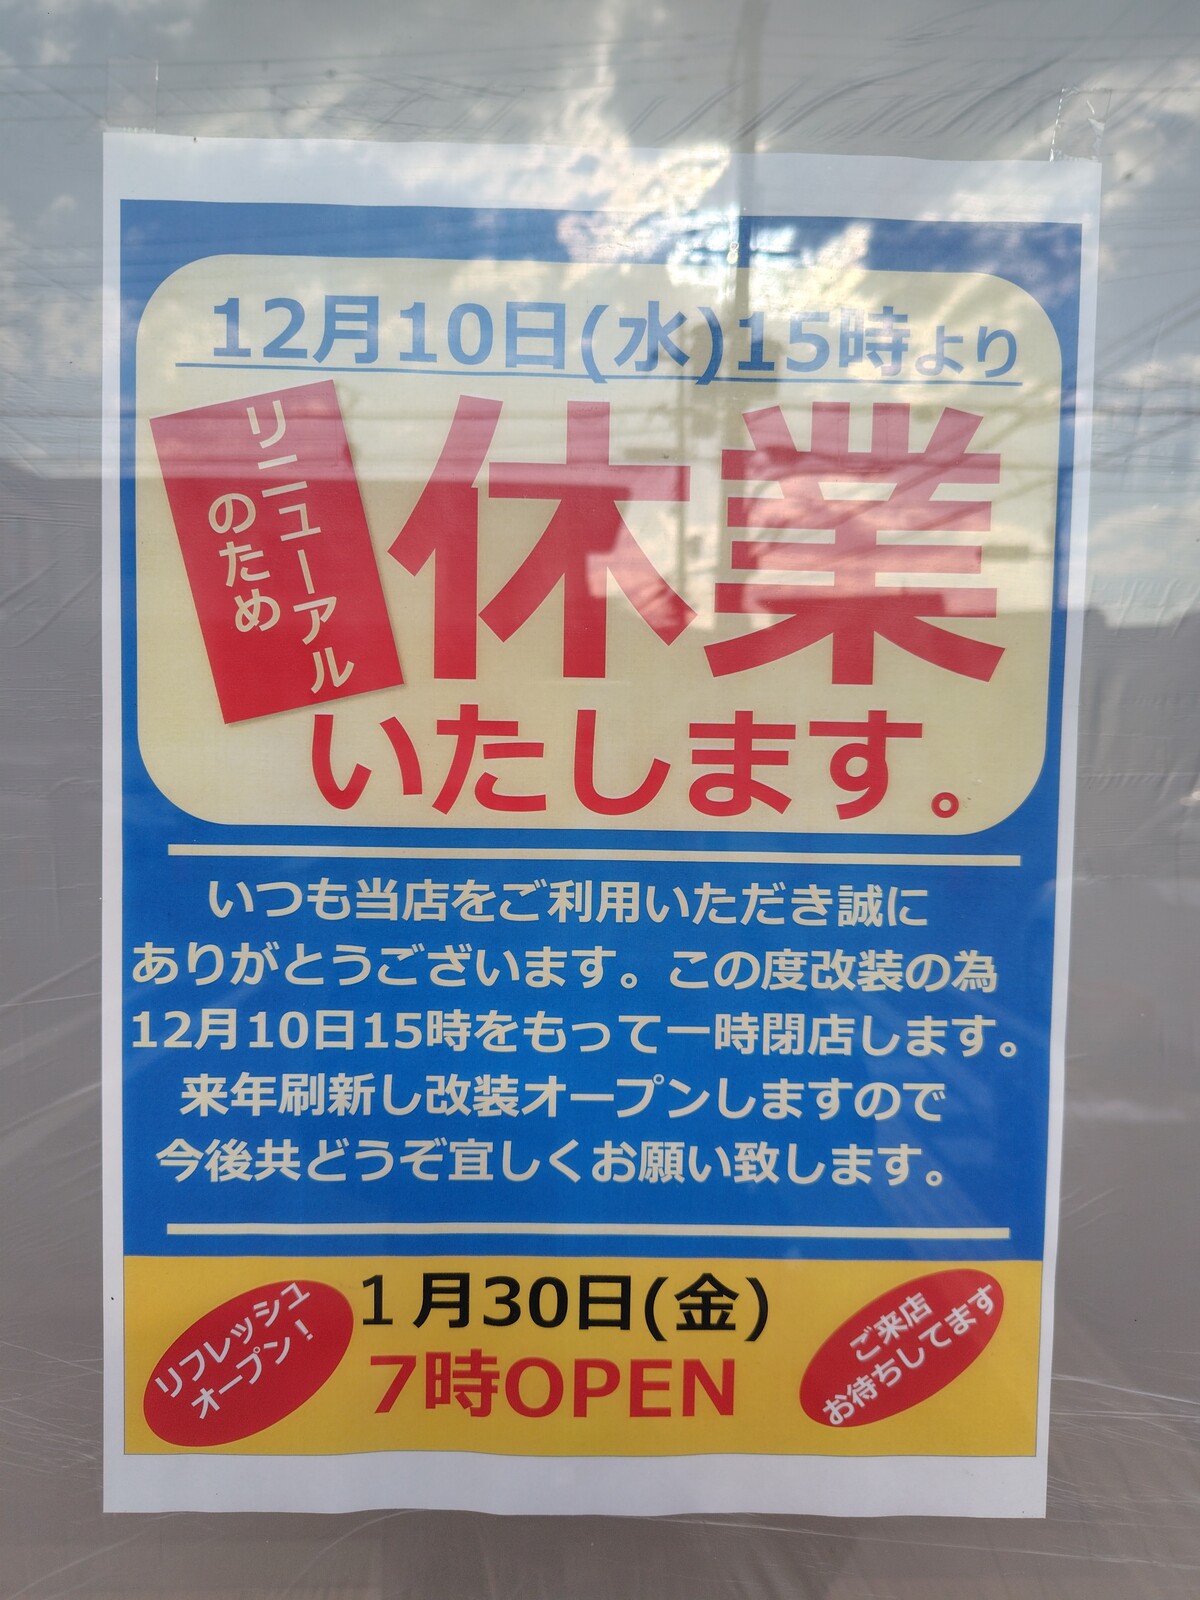 12月10日(水)15時より
リニューアル
のため
休業
いたします。
いつも当店をご利用いただき誠に
ありがとうございます。この度改装の為
12月10日15時をもって一時閉店します。
来年刷新し改装オープンしますので
今後共どうぞ宜しくお願い致します。
リフレッシュ
オープン！
１月30日(金)
7時OPEN
ご来店
お待ちしてます